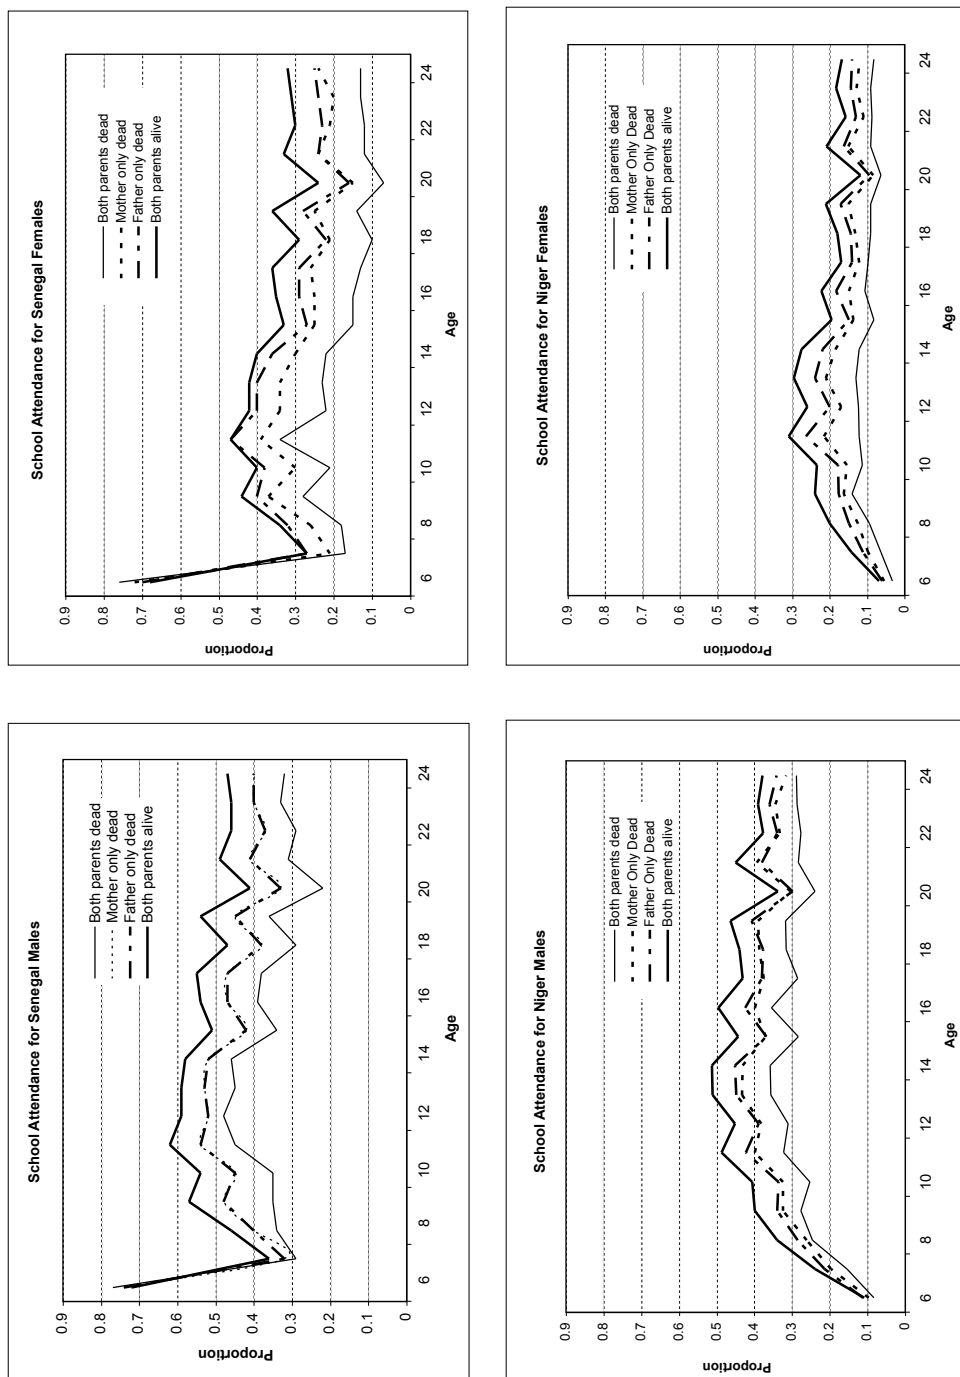 School Attendance for Senegal Males
Proportion
0.9
0.8
0.7
0.6
0.5
0.4
0.3
0.2
0.1
0
Both parents dead
Mother only dead
Father only dead
Both parents alive
6 8 10 12 14 16 18 20 22 24
Age
School Attendance for Senegal Females
Proportion
0.9
0.8
0.7
0.6
0.5
0.4
0.3
0.2
0.1
0
Both parents dead
Mother only dead
Father only dead
Both parents alive
6 8 10 12 14 16 18 20 22 24
Age
School Attendance for Niger Males
Proportion
0.9
0.8
0.7
0.6
0.5
0.4
0.3
0.2
0.1
0
Both parents dead
Mother Only Dead
Father Only Dead
Both parents alive
6 8 10 12 14 16 18 20 22 24
Age
School Attendance for Niger Females
Proportion
0.9
0.8
0.7
0.6
0.5
0.4
0.3
0.2
0.1
0
Both parents dead
Mother Only Dead
Father Only Dead
Both parents alive
6 8 10 12 14 16 18 20 22 24
Age